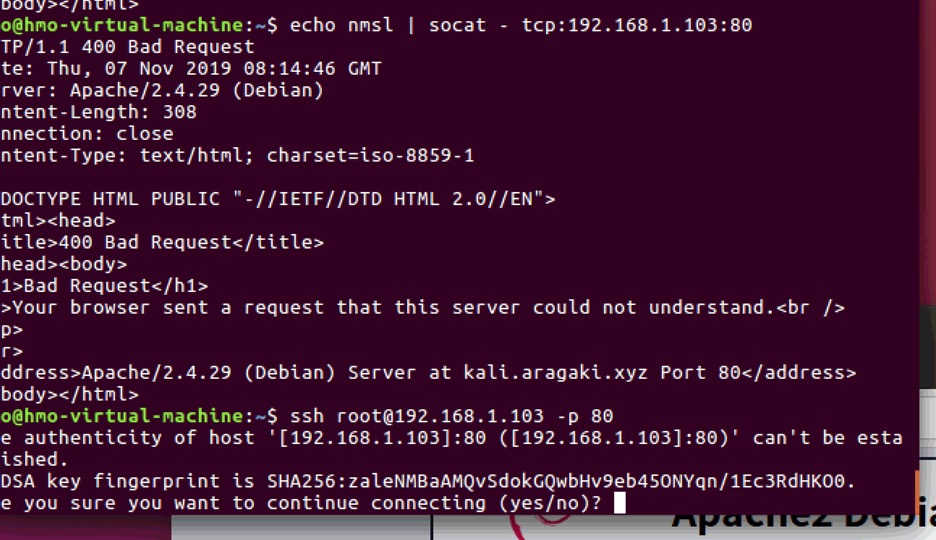 body></html>
o@hmo-virtual-machine:~$ echo nmsl | socat - tcp:192.168.1.103:80
TP/1.1 400 Bad Request
te: Thu, 07 Nov 2019 08:14:46 GMT
rver: Apache/2.4.29 (Debian)
ntent-Length: 308
nnection: close
ntent-Type: text/html; charset=iso-8859-1
DOCTYPE HTML PUBLIC "-//IETF//DTD HTML 2.0//EN">
tml><head>
itle>400 Bad Request</title>
head><body>
1>Bad Request</h1>
>Your browser sent a request that this server could not understand.<br />
p>
r>
ddress>Apache/2.4.29 (Debian) Server at kali.aragaki.xyz Port 80</address>
body></html>
o@hmo-virtual-machine:~$ ssh root@192.168.1.103 -p 80
e authenticity of host '[192.168.1.103]:80 ([192.168.1.103]:80)' can't be esta
ished.
DSA key fingerprint is SHA256:zaleNMBaAMQvSdokGQwbHv9eb45ONYqn/1Ec3RdHKO0.
e you sure you want to continue connecting (yes/no)?
Apache2 Debia